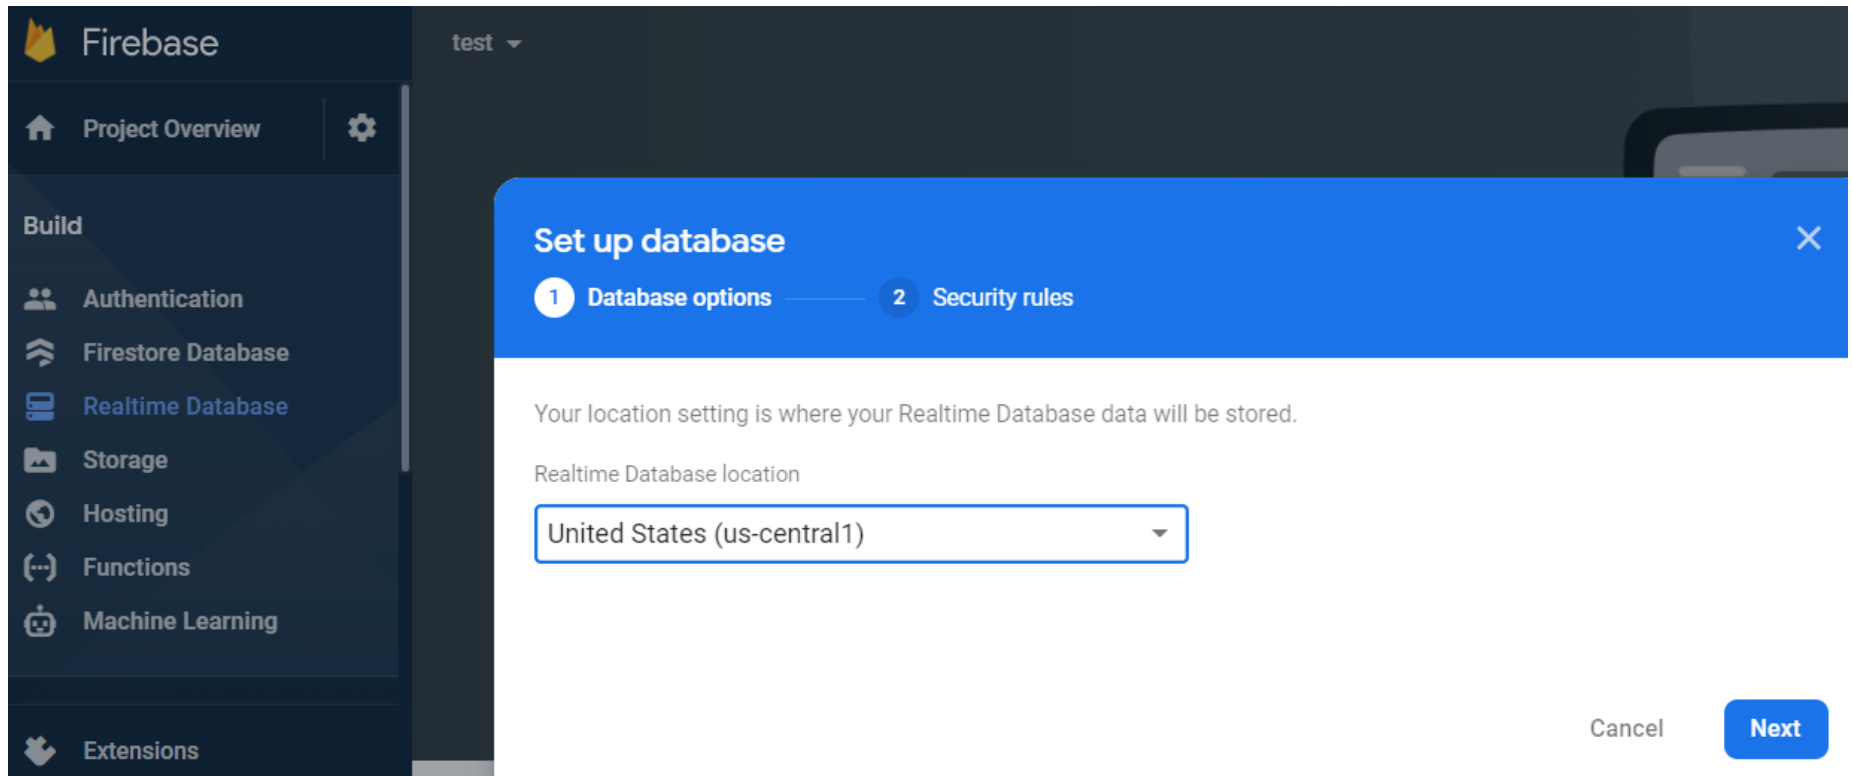 Firebase
test
Project Overview
Build
Authentication
Firestore Database
Realtime Database
Storage
Hosting
Functions
Machine Learning
Extensions
Set up database
1 Database options 2 Security rules
Your location setting is where your Realtime Database data will be stored.
Realtime Database location
United States (us-central1)
Cancel Next